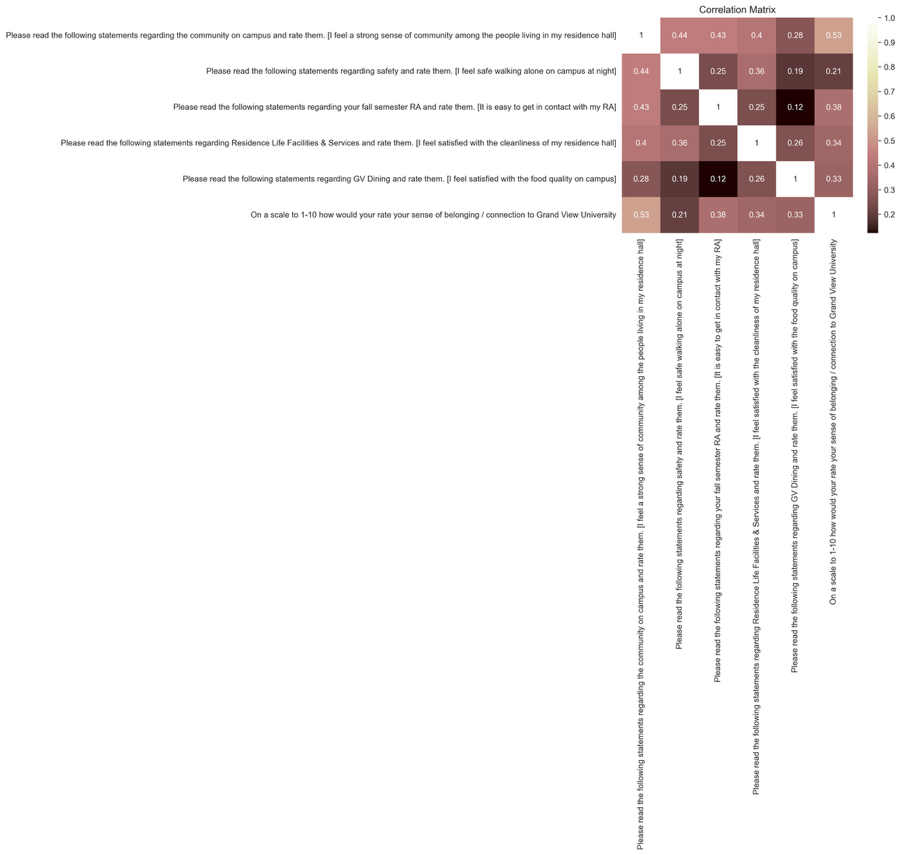 Correlation Matrix
Please read the following statements regarding the community on campus and rate them. [I feel a strong sense of community among the people living in my residence hall]
1 0.44 0.43 0.4 0.28 0.53
Please read the following statements regarding safety and rate them. [I feel safe walking alone on campus at night]
0.44 1 0.25 0.36 0.19 0.21
Please read the following statements regarding your fall semester RA and rate them. [It is easy to get in contact with my RA]
0.43 0.25 1 0.25 0.12 0.38
Please read the following statements regarding Residence Life Facilities & Services and rate them. [I feel satisfied with the cleanliness of my residence hall]
0.4 0.36 0.25 1 0.26 0.34
Please read the following statements regarding GV Dining and rate them. [I feel satisfied with the food quality on campus]
0.28 0.19 0.12 0.26 1 0.33
On a scale to 1-10 how would your rate your sense of belonging / connection to Grand View University
0.53 0.21 0.38 0.34 0.33 1
1.0
0.9
0.8
0.7
0.6
0.5
0.4
0.3
0.2
Please read the following statements regarding the community on campus and rate them. [I feel a strong sense of community among the people living in my residence hall]
Please read the following statements regarding safety and rate them. [I feel safe walking alone on campus at night]
Please read the following statements regarding your fall semester RA and rate them. [It is easy to get in contact with my RA]
Please read the following statements regarding Residence Life Facilities & Services and rate them. [I feel satisfied with the cleanliness of my residence hall]
Please read the following statements regarding GV Dining and rate them. [I feel satisfied with the food quality on campus]
On a scale to 1-10 how would your rate your sense of belonging / connection to Grand View University